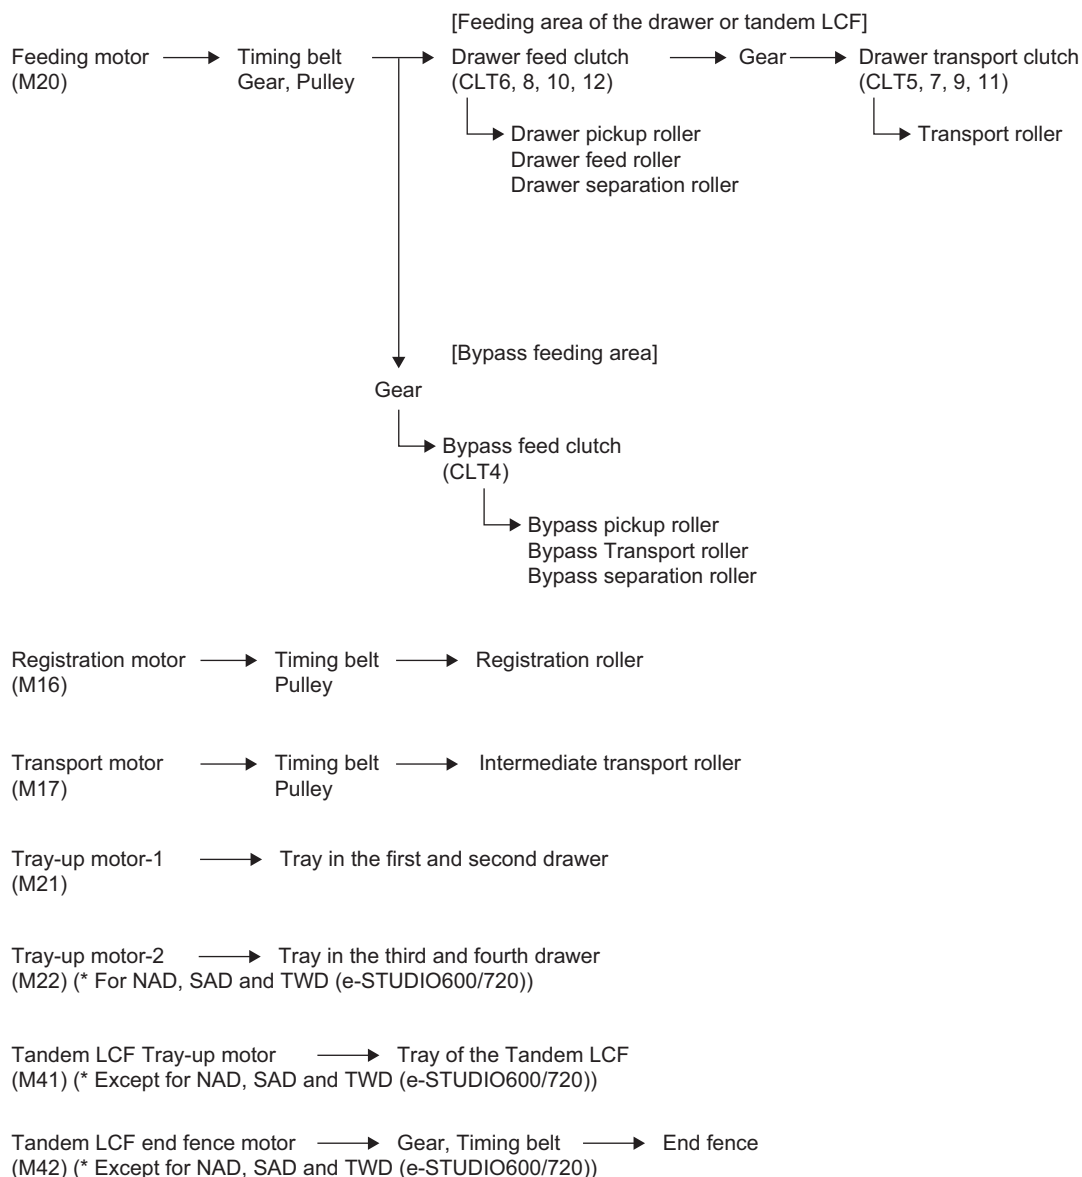 [Feeding area of the drawer or tandem LCF]
Feeding motor Timing belt Drawer feed clutch Gear Drawer transport clutch
(M20) Gear, Pulley (CLT6, 8, 10, 12) (CLT5, 7, 9, 11)
Drawer pickup roller Transport roller
Drawer feed roller
Drawer separation roller
[Bypass feeding area]
Gear
Bypass feed clutch
(CLT4)
Bypass pickup roller
Bypass Transport roller
Bypass separation roller
Registration motor Timing belt Registration roller
(M16) Pulley
Transport motor Timing belt Intermediate transport roller
(M17) Pulley
Tray-up motor-1 Tray in the first and second drawer
(M21)
Tray-up motor-2 Tray in the third and fourth drawer
(M22) (* For NAD, SAD and TWD (e-STUDIO600/720))
Tandem LCF Tray-up motor Tray of the Tandem LCF
(M41) (* Except for NAD, SAD and TWD (e-STUDIO600/720))
Tandem LCF end fence motor Gear, Timing belt End fence
(M42) (* Except for NAD, SAD and TWD (e-STUDIO600/720))